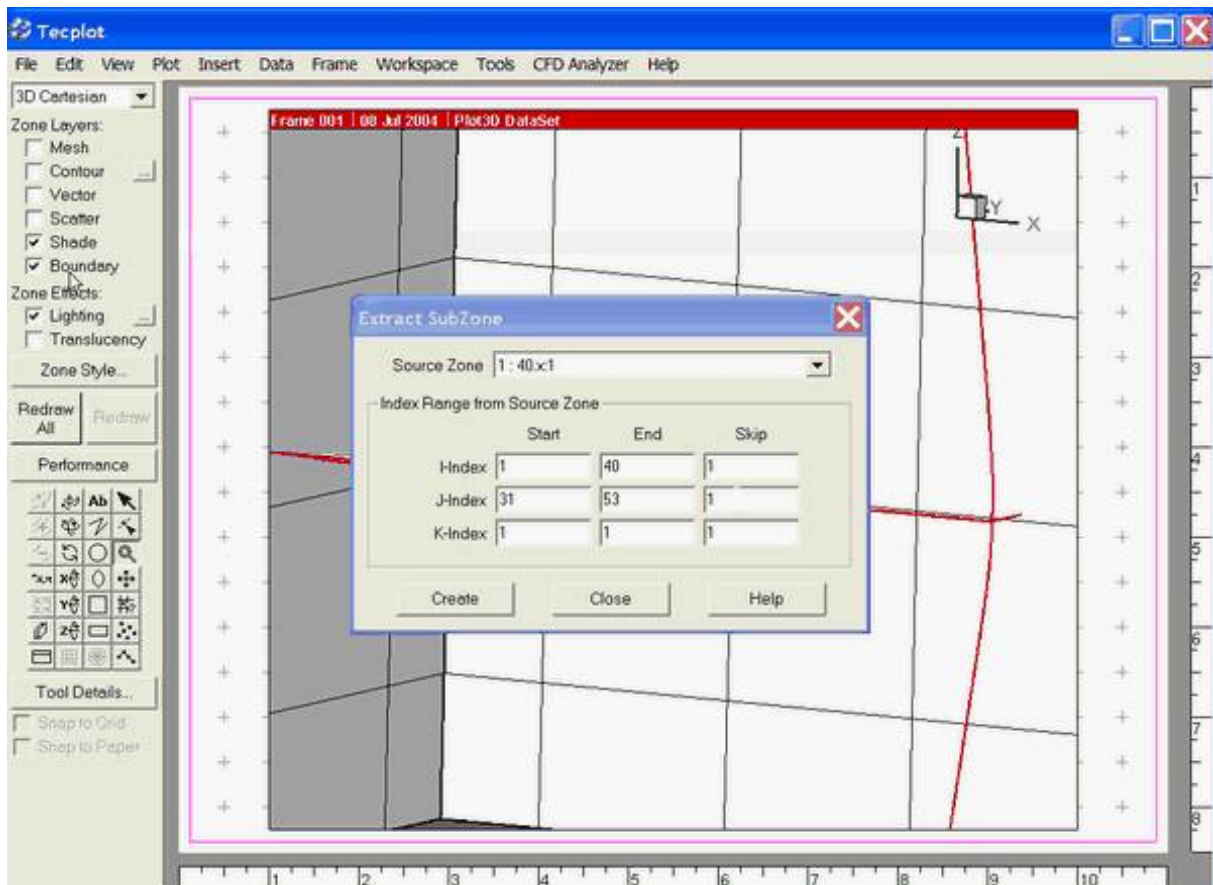 Tecplot
File Edit View Plot Insert Data Frame Workspace Tools CFD Analyzer Help
3D Cartesian
Zone Layers:
Mesh
Contour ...
Vector
Scatter
Shade
Boundary
Zone Effects:
Lighting ...
Translucency
Zone Style...
Redraw All
Redraw
Performance
Ab
Tool Details...
Snap to Grid
Snap to Paper
Frame 001 | 08 Jul 2004 | Plot3D DataSet
Z
Y
X
Extract SubZone
Source Zone 1 : 40:x:1
Index Range from Source Zone
Start End Skip
I-Index 1 40 1
J-Index 31 53 1
K-Index 1 1 1
Create Close Help
1
2
3
4
5
6
7
8
1 2 3 4 5 6 7 8 9 10